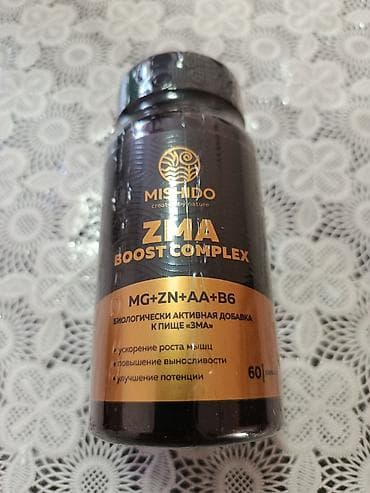 MISHIDO
created by nature
ZMA
BOOST COMPLEX
MG+ZN+AA+B6
БИОЛОГИЧЕСКИ АКТИВНАЯ ДОБАВКА
К ПИЩЕ «ЗМА»
• ускорение роста мышц
• повышение выносливости
• улучшение потенции
60